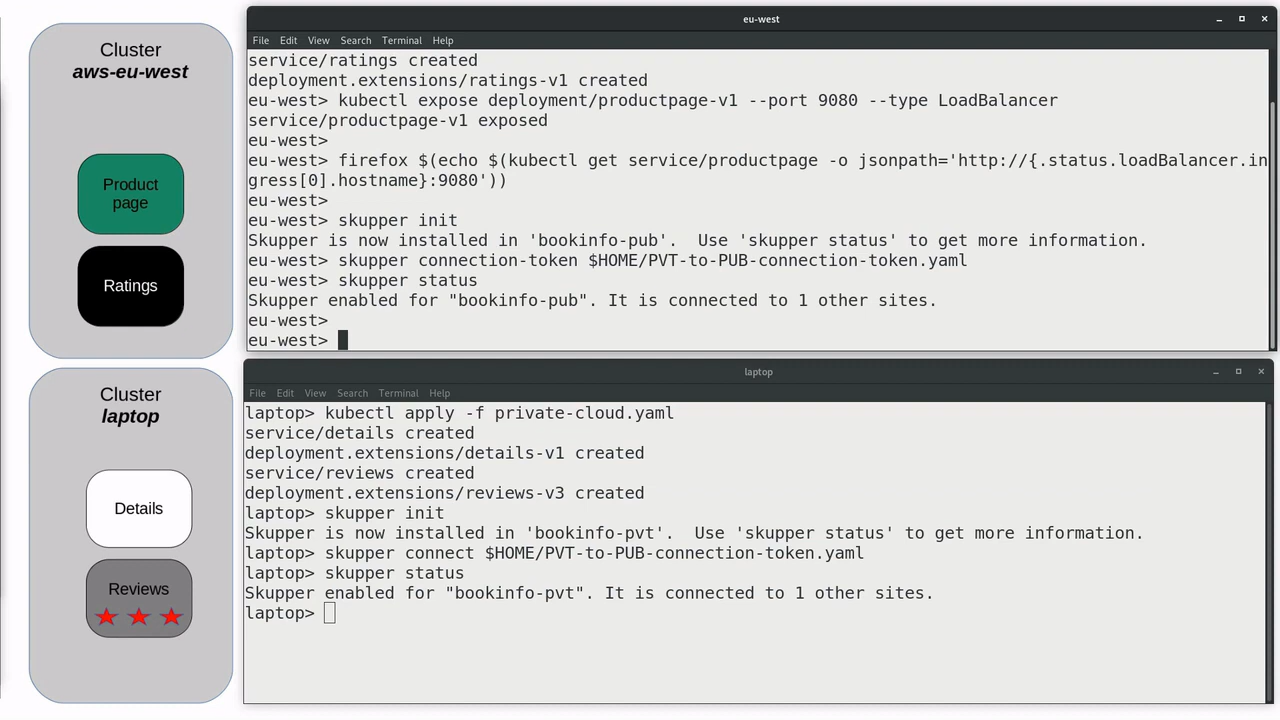 Cluster
aws-eu-west
Product
page
Ratings
Cluster
laptop
Details
Reviews
eu-west
File Edit View Search Terminal Help
service/ratings created
deployment.extensions/ratings-v1 created
eu-west> kubectl expose deployment/productpage-v1 --port 9080 --type LoadBalancer
service/productpage-v1 exposed
eu-west>
eu-west> firefox $(echo $(kubectl get service/productpage -o jsonpath='http://{.status.loadBalancer.in
gress[0].hostname}:9080'))
eu-west>
eu-west> skupper init
Skupper is now installed in 'bookinfo-pub'.  Use 'skupper status' to get more information.
eu-west> skupper connection-token $HOME/PVT-to-PUB-connection-token.yaml
eu-west> skupper status
Skupper enabled for "bookinfo-pub". It is connected to 1 other sites.
eu-west>
eu-west>
laptop
File Edit View Search Terminal Help
laptop> kubectl apply -f private-cloud.yaml
service/details created
deployment.extensions/details-v1 created
service/reviews created
deployment.extensions/reviews-v3 created
laptop> skupper init
Skupper is now installed in 'bookinfo-pvt'.  Use 'skupper status' to get more information.
laptop> skupper connect $HOME/PVT-to-PUB-connection-token.yaml
laptop> skupper status
Skupper enabled for "bookinfo-pvt". It is connected to 1 other sites.
laptop>